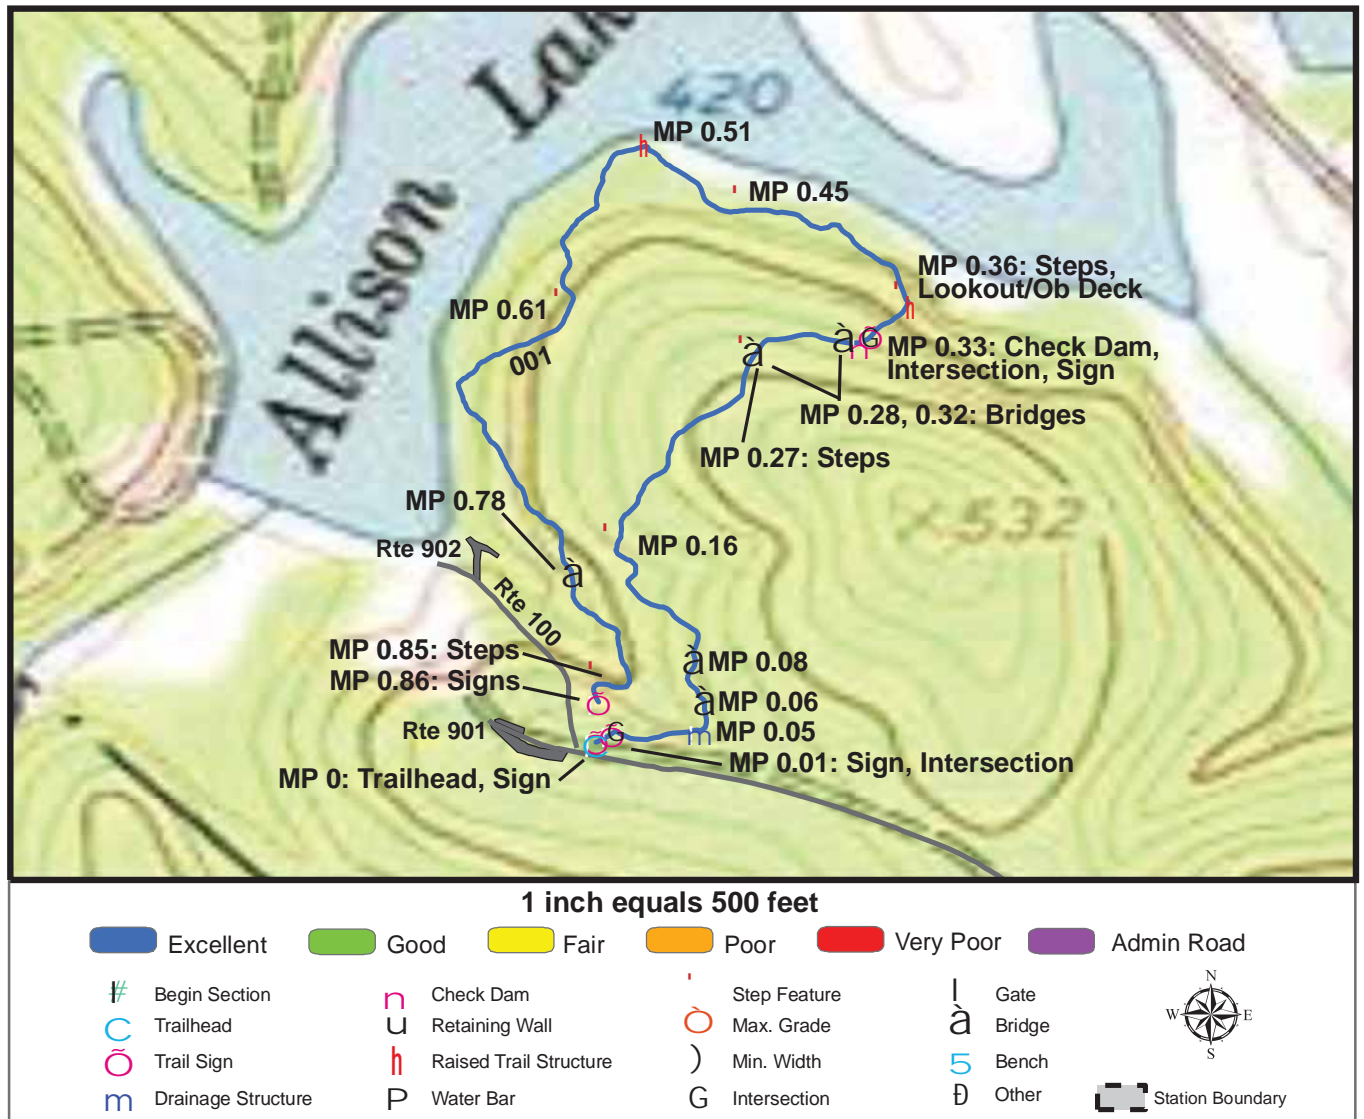 Allison Lak
420
MP 0.51
MP 0.45
MP 0.36: Steps,
Lookout/Ob Deck
MP 0.61
001
h
h
à
à
G
n
MP 0.33: Check Dam,
Intersection, Sign
MP 0.28, 0.32: Bridges
MP 0.27: Steps
MP 0.78
x 532
Rte 902
MP 0.16
à
Rte 100
MP 0.85: Steps
MP 0.86: Signs
à MP 0.08
à MP 0.06
Õ
Rte 901
G
m MP 0.05
MP 0.01: Sign, Intersection
MP 0: Trailhead, Sign
1 inch equals 500 feet
Excellent Good Fair Poor Very Poor Admin Road
# Begin Section n Check Dam ' Step Feature l Gate
C Trailhead u Retaining Wall Ò Max. Grade à Bridge
Õ Trail Sign h Raised Trail Structure ) Min. Width 5 Bench
m Drainage Structure P Water Bar G Intersection Ð Other Station Boundary
N
W E
S